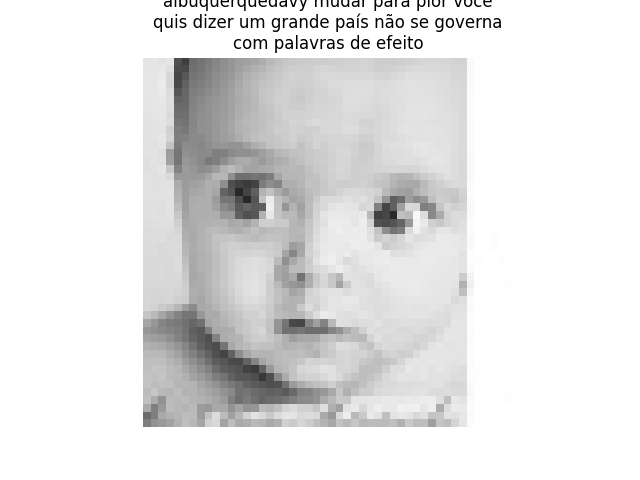 albuquerquedavy mudar para pior você
quis dizer um grande país não se governa
com palavras de efeito